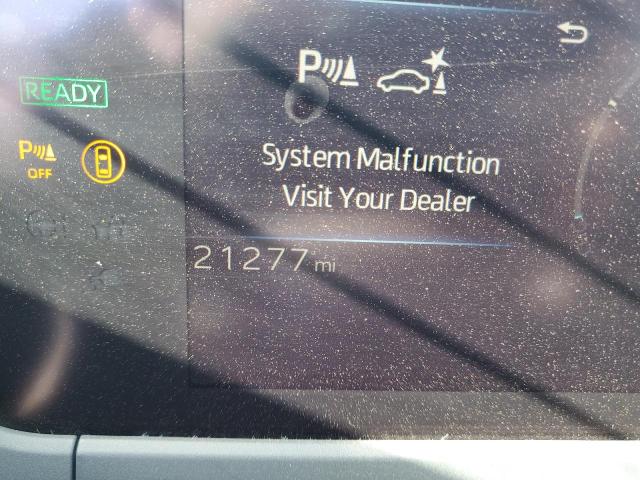 P
READY
P
OFF
System Malfunction
Visit Your Dealer
21277 mi